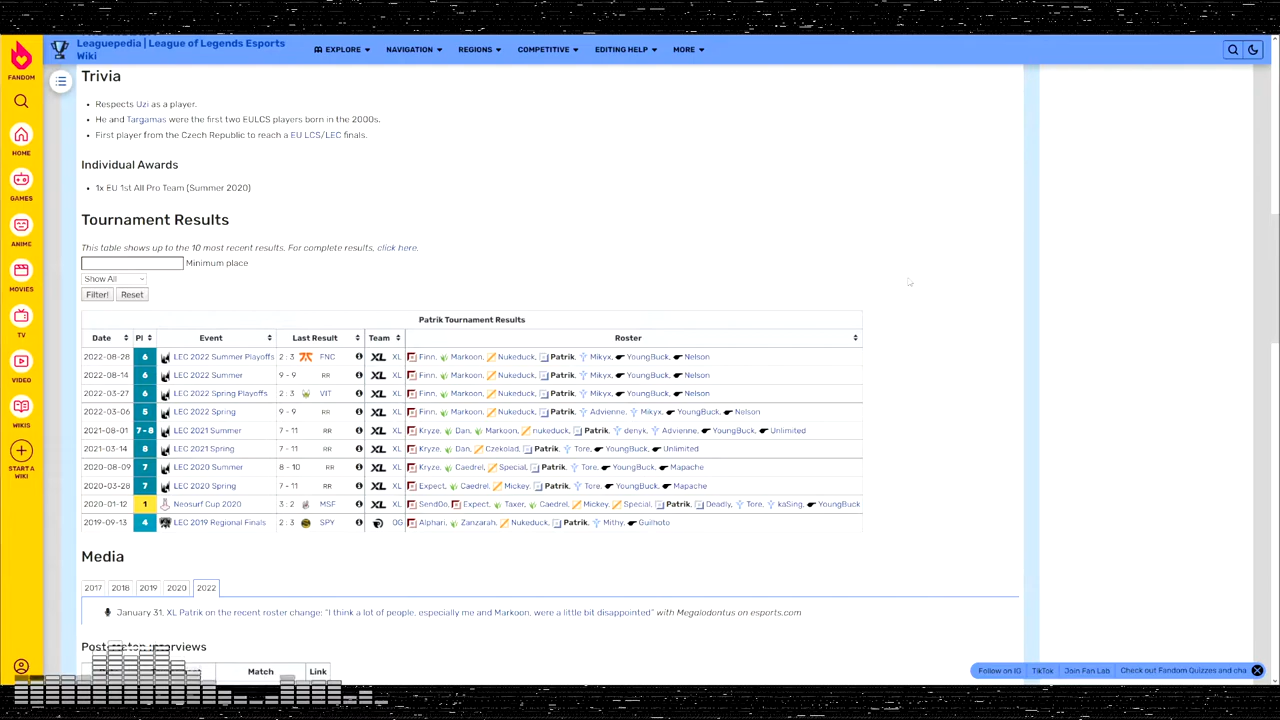 Leaguepedia | League of Legends Esports
Wiki
EXPLORE NAVIGATION REGIONS COMPETITIVE EDITING HELP MORE
FANDOM
HOME
GAMES
ANIME
MOVIES
TV
VIDEO
WIKIS
START A
WIKI
Trivia
Respects Uzi as a player.
He and Targamas were the first two EULCS players born in the 2000s.
First player from the Czech Republic to reach a EU LCS/LEC finals.
Individual Awards
1x EU 1st All Pro Team (Summer 2020)
Tournament Results
This table shows up to the 10 most recent results. For complete results, click here.
Minimum place
Show All
Filter! Reset
Patrik Tournament Results
Date Pl Event Last Result Team Roster
2022-08-28 6 LEC 2022 Summer Playoffs 2 : 3 FNC XL XL Finn, Markoon, Nukeduck, Patrik, Mikyx, YoungBuck, Nelson
2022-08-14 6 LEC 2022 Summer 9 - 9 RR XL XL Finn, Markoon, Nukeduck, Patrik, Mikyx, YoungBuck, Nelson
2022-03-27 6 LEC 2022 Spring Playoffs 2 : 3 VIT XL XL Finn, Markoon, Nukeduck, Patrik, Mikyx, YoungBuck, Nelson
2022-03-06 5 LEC 2022 Spring 9 - 9 RR XL XL Finn, Markoon, Nukeduck, Patrik, Advienne, Mikyx, YoungBuck, Nelson
2021-08-01 7 - 8 LEC 2021 Summer 7 - 11 RR XL XL Kryze, Dan, Markoon, nukeduck, Patrik, denyk, Advienne, YoungBuck, Unlimited
2021-03-14 8 LEC 2021 Spring 7 - 11 RR XL XL Kryze, Dan, Czekolad, Patrik, Tore, YoungBuck, Unlimited
2020-08-09 7 LEC 2020 Summer 8 - 10 RR XL XL Kryze, Caedrel, Special, Patrik, Tore, YoungBuck, Mapache
2020-03-28 7 LEC 2020 Spring 7 - 11 RR XL XL Expect, Caedrel, Mickey, Patrik, Tore, YoungBuck, Mapache
2020-01-12 1 Neosurf Cup 2020 3 : 2 MSF XL XL Send0o, Expect, Taxer, Caedrel, Mickey, Special, Patrik, Deadly, Tore, kaSing, YoungBuck
2019-09-13 4 LEC 2019 Regional Finals 2 : 3 SPY OG Alphari, Zanzarah, Nukeduck, Patrik, Mithy, Guilhoto
Media
2017 2018 2019 2020 2022
January 31, XL Patrik on the recent roster change: "I think a lot of people, especially me and Markoon, were a little bit disappointed" with Megalodontus on esports.com
Match Link
Follow on IG TikTok Join Fan Lab Check out Fandom Quizzes and cha